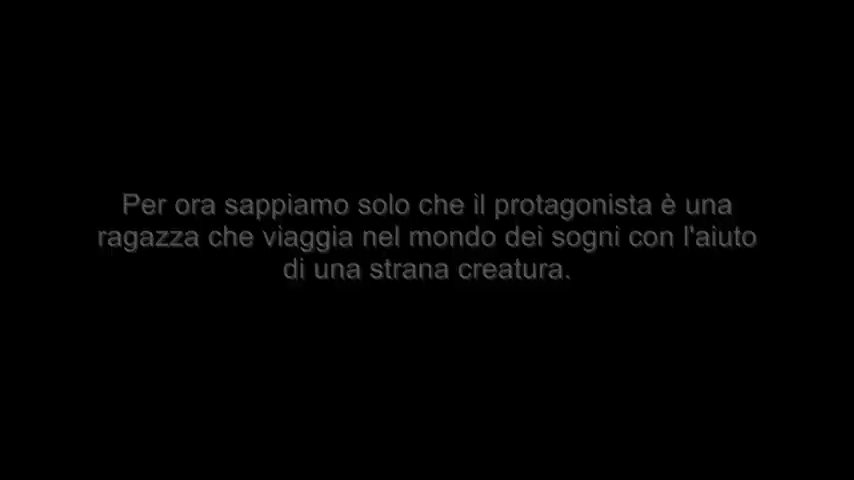 Per ora sappiamo solo che il protagonista è una
ragazza che viaggia nel mondo dei sogni con l'aiuto
di una strana creatura.